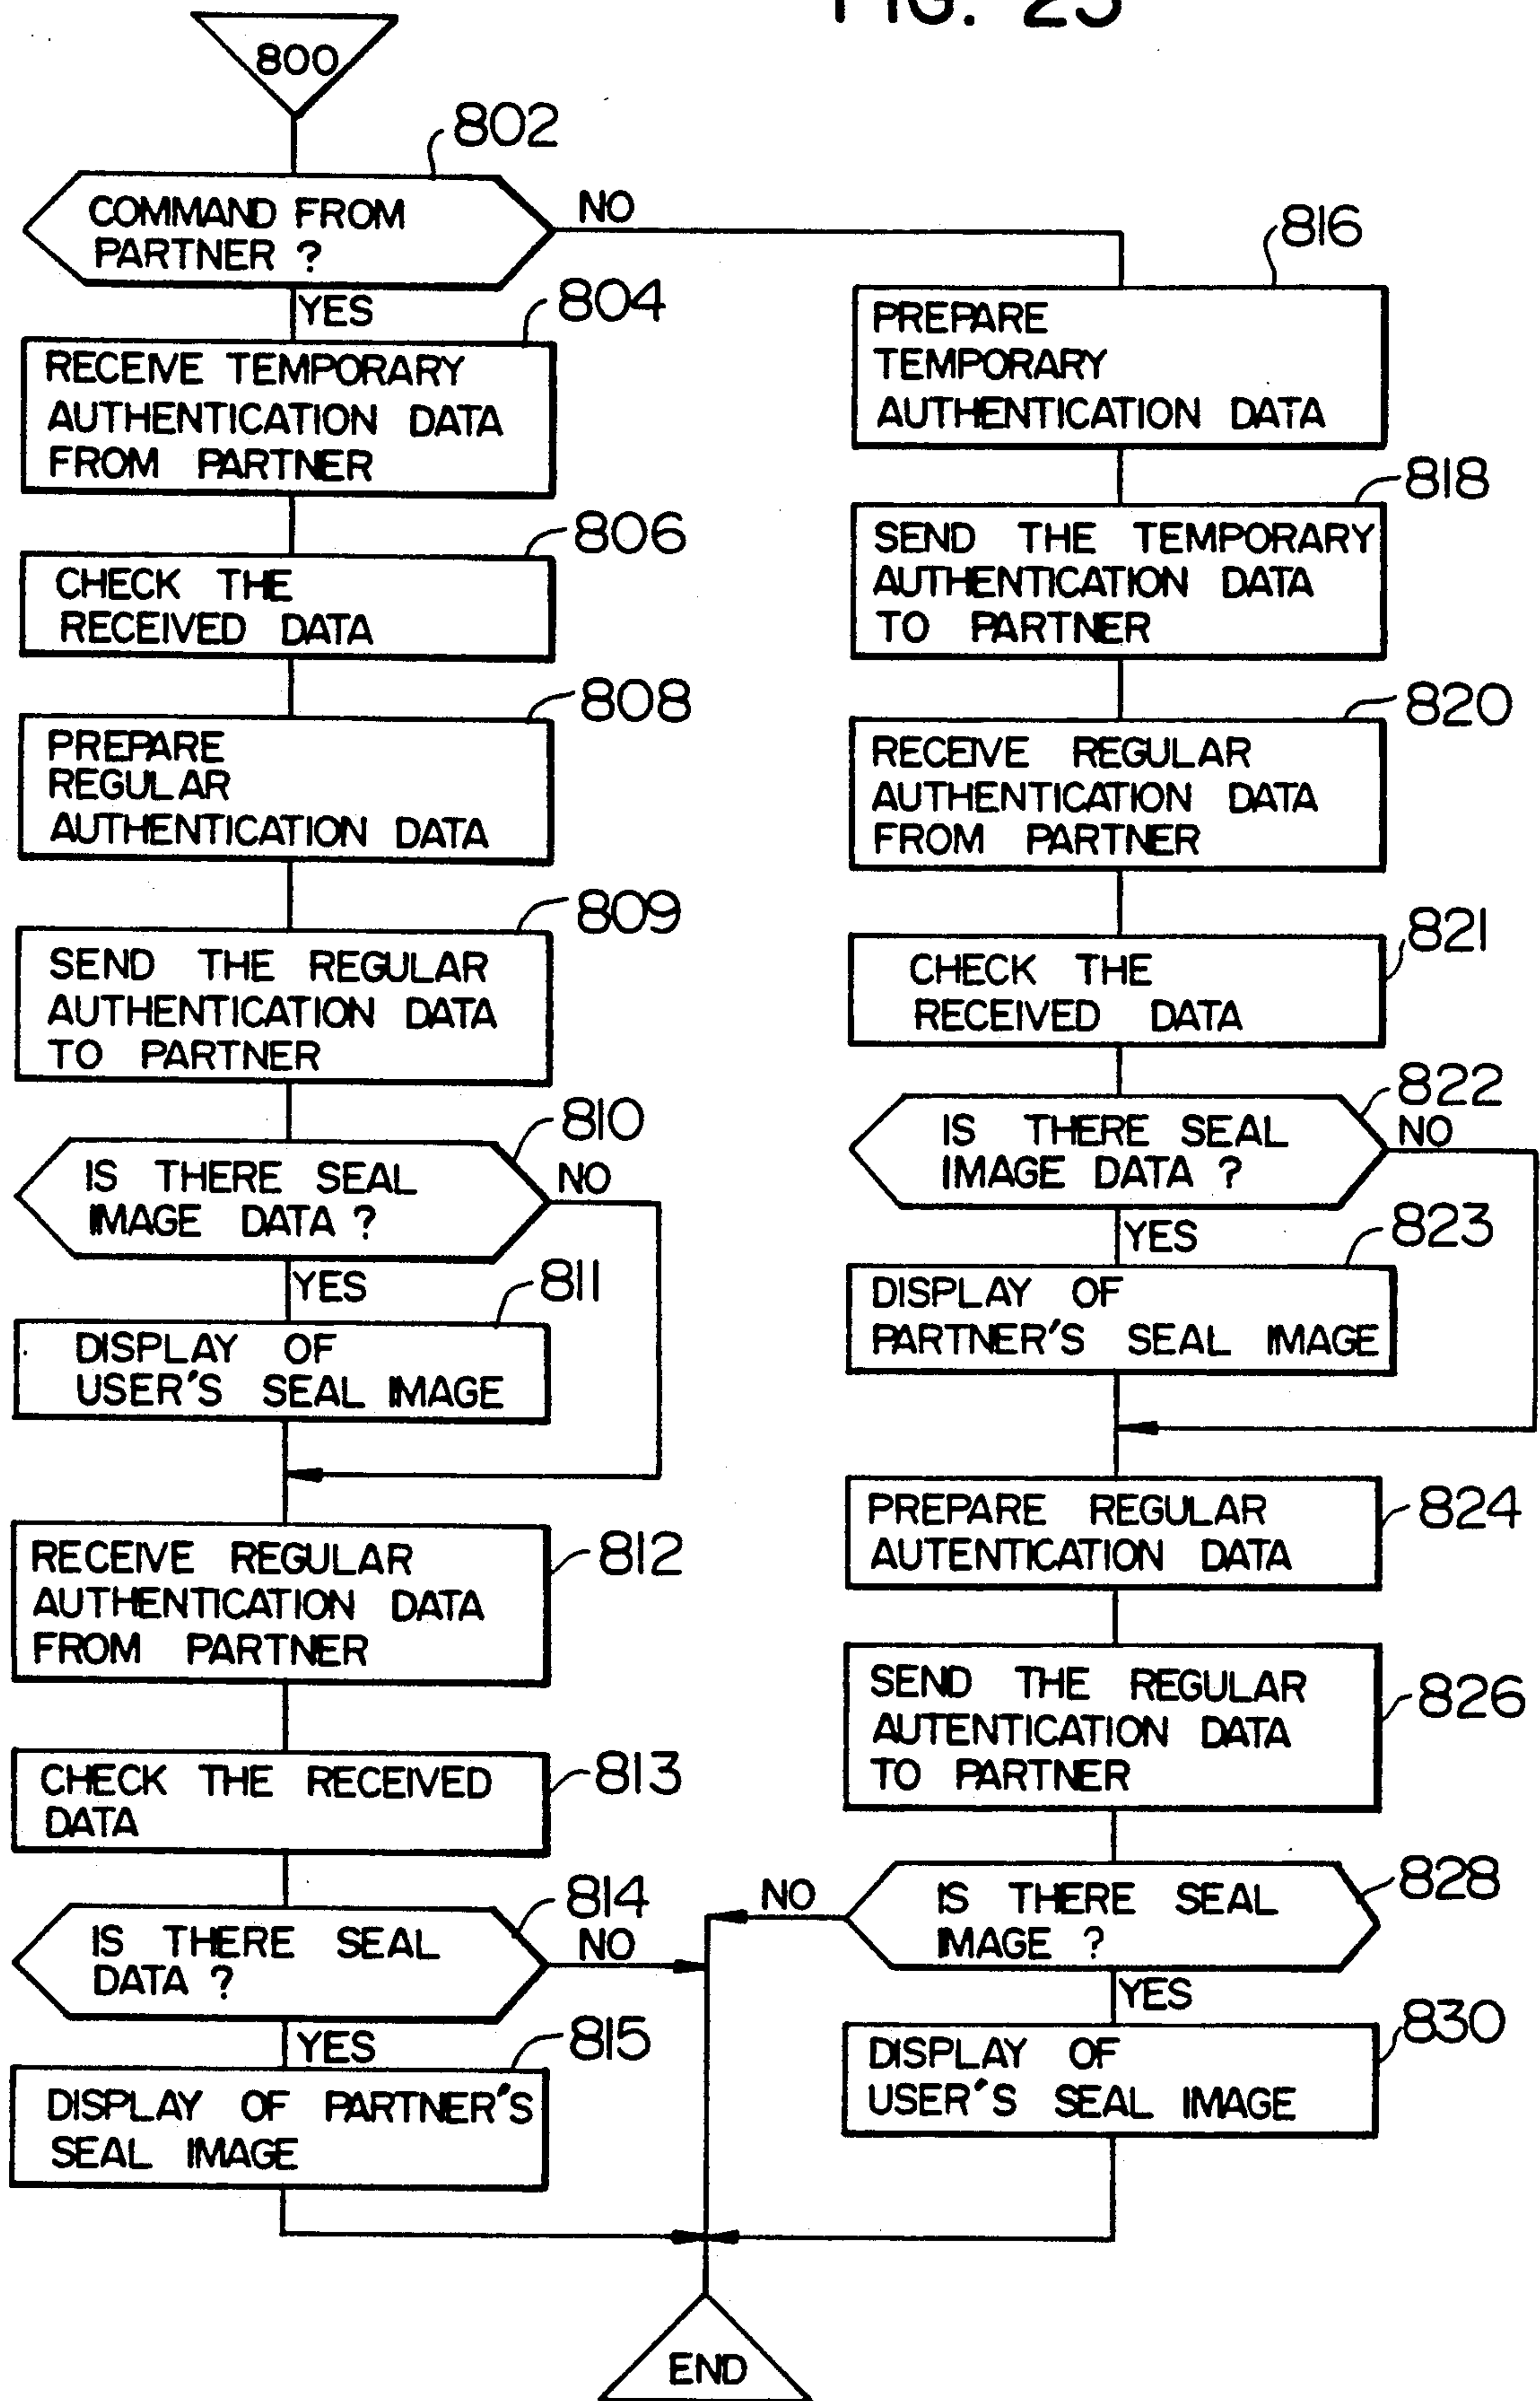 FIG. 25
800
802
COMMAND FROM
PARTNER ?
NO
YES
804
RECEIVE TEMPORARY
AUTHENTICATION DATA
FROM PARTNER
806
CHECK THE
RECEIVED DATA
808
PREPARE
REGULAR
AUTHENTICATION DATA
809
SEND THE REGULAR
AUTHENTICATION DATA
TO PARTNER
810
IS THERE SEAL
IMAGE DATA ?
NO
YES
811
DISPLAY OF
USER'S SEAL IMAGE
812
RECEIVE REGULAR
AUTHENTICATION DATA
FROM PARTNER
813
CHECK THE RECEIVED
DATA
814
IS THERE SEAL
DATA ?
NO
YES
815
DISPLAY OF PARTNER'S
SEAL IMAGE
816
PREPARE
TEMPORARY
AUTHENTICATION DATA
818
SEND THE TEMPORARY
AUTHENTICATION DATA
TO PARTNER
820
RECEIVE REGULAR
AUTHENTICATION DATA
FROM PARTNER
821
CHECK THE
RECEIVED DATA
822
IS THERE SEAL
IMAGE DATA ?
NO
YES
823
DISPLAY OF
PARTNER'S SEAL IMAGE
824
PREPARE REGULAR
AUTENTICATION DATA
826
SEND THE REGULAR
AUTENTICATION DATA
TO PARTNER
828
IS THERE SEAL
IMAGE ?
NO
YES
830
DISPLAY OF
USER'S SEAL IMAGE
END